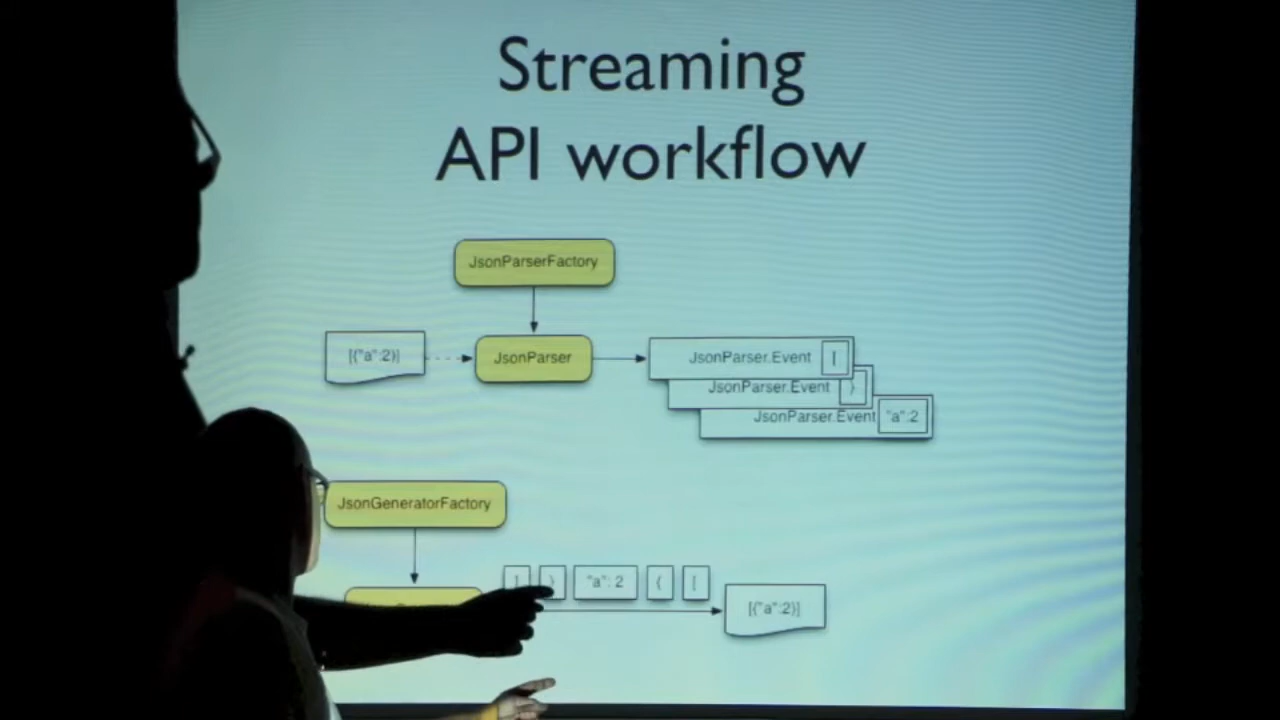 Streaming
API workflow
JsonParserFactory
[{"a":2}]
JsonParser
JsonParser.Event [
JsonParser.Event }
JsonParser.Event "a":2
JsonGeneratorFactory
] } "a": 2 { [
[{"a":2}]